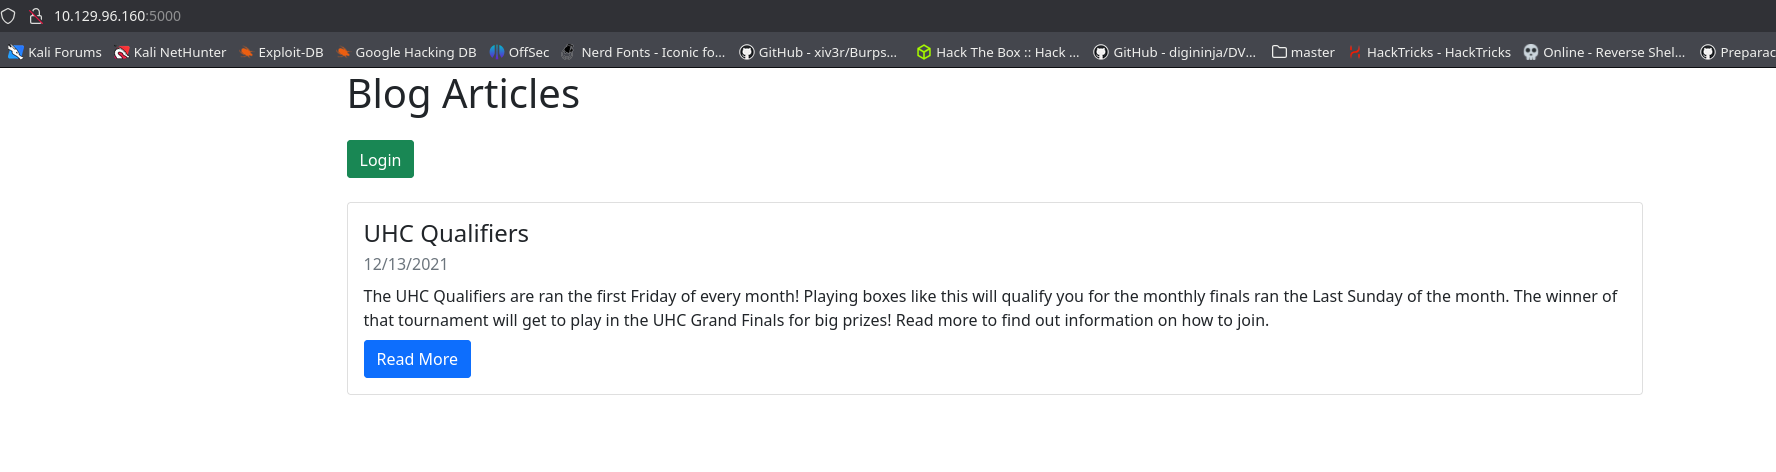 10.129.96.160:5000
Kali Forums Kali NetHunter Exploit-DB Google Hacking DB OffSec Nerd Fonts - Iconic fo... GitHub - xiv3r/Burps... Hack The Box :: Hack ... GitHub - digininja/DV... master HackTricks - HackTricks Online - Reverse Shel... Preparac
Blog Articles
Login
UHC Qualifiers
12/13/2021
The UHC Qualifiers are ran the first Friday of every month! Playing boxes like this will qualify you for the monthly finals ran the Last Sunday of the month. The winner of
that tournament will get to play in the UHC Grand Finals for big prizes! Read more to find out information on how to join.
Read More